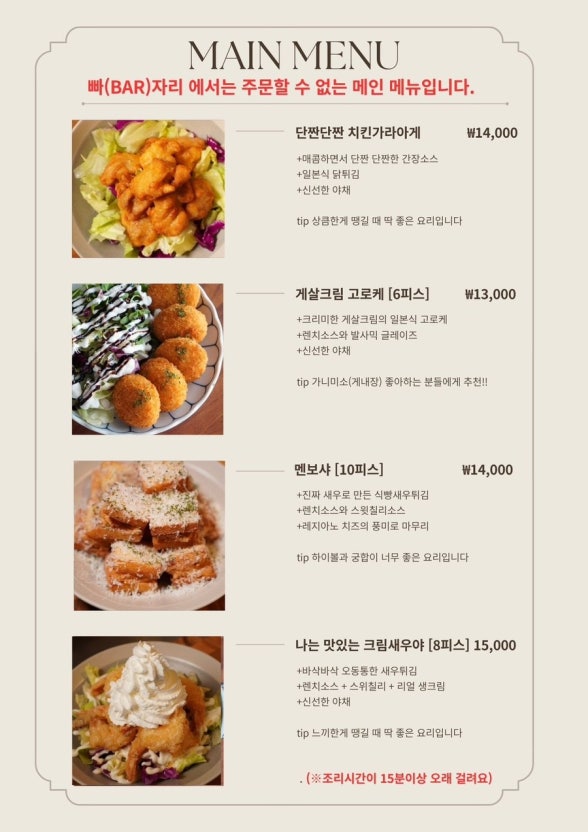 MAIN MENU
빠(BAR)자리 에서는 주문할 수 없는 메인 메뉴입니다.
단짠단짠 치킨가라아게 ₩14,000
+매콤하면서 단짠 단짠한 간장소스
+일본식 닭튀김
+신선한 야채
tip 상큼한게 땡길 때 딱 좋은 요리입니다
게살크림 고로케 [6피스] ₩13,000
+크리미한 게살크림의 일본식 고로케
+렌치소스와 발사믹 글레이즈
+신선한 야채
tip 가니미소(게내장) 좋아하는 분들에게 추천!!
멘보샤 [10피스] ₩14,000
+진짜 새우로 만든 식빵새우튀김
+렌치소스와 스윗칠리소스
+레지아노 치즈의 풍미로 마무리
tip 하이볼과 궁합이 너무 좋은 요리입니다
나는 맛있는 크림새우야 [8피스] 15,000
+바삭바삭 오동통한 새우튀김
+렌치소스 + 스위칠리 + 리얼 생크림
+신선한 야채
tip 느끼한게 땡길 때 딱 좋은 요리입니다
. (※조리시간이 15분이상 오래 걸려요)